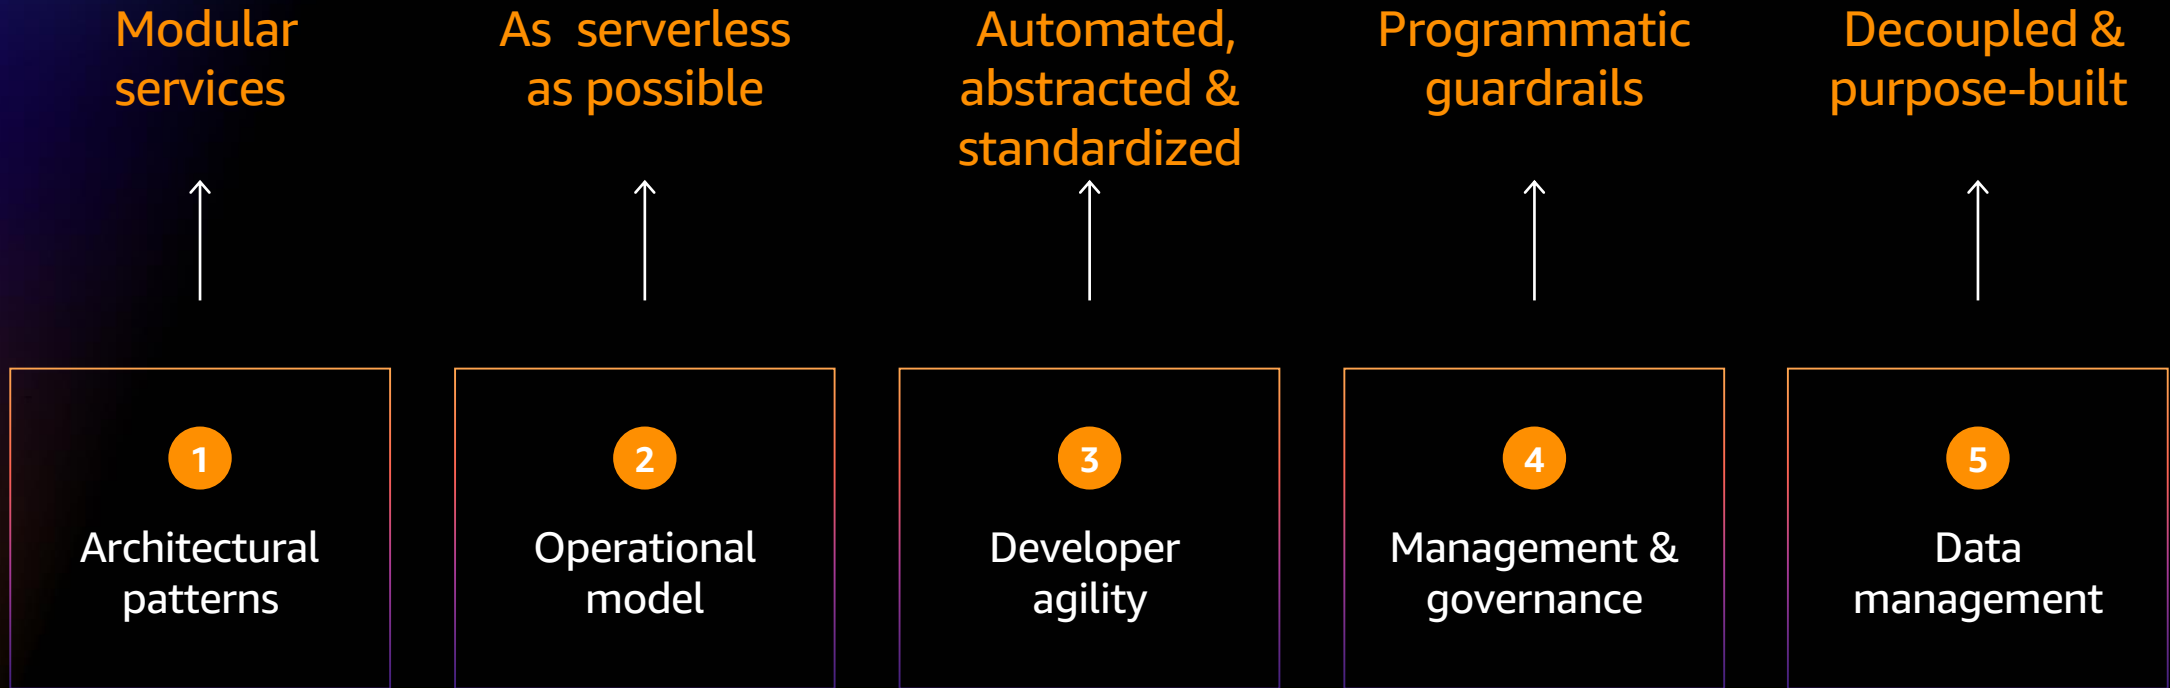 Modular
services
As serverless
as possible
Automated,
abstracted &
standardized
Programmatic
guardrails
Decoupled &
purpose-built
1
Architectural
patterns
2
Operational
model
3
Developer
agility
4
Management &
governance
5
Data
management